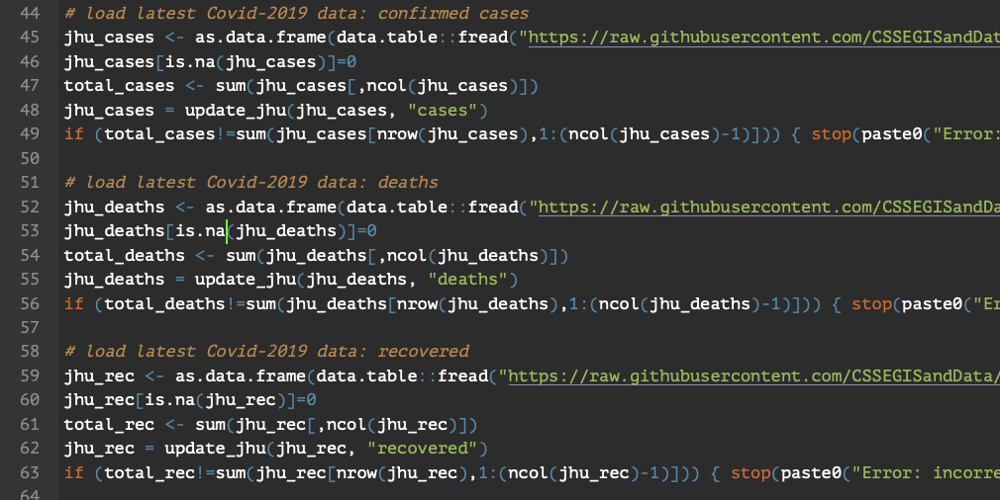 44 # load latest Covid-2019 data: confirmed cases
45 jhu_cases <- as.data.frame(data.table::fread("https://raw.githubusercontent.com/CSSEGISandDat
46 jhu_cases[is.na(jhu_cases)]=0
47 total_cases <- sum(jhu_cases[,ncol(jhu_cases)])
48 jhu_cases = update_jhu(jhu_cases, "cases")
49 if (total_cases!=sum(jhu_cases[nrow(jhu_cases),1:(ncol(jhu_cases)-1)])) { stop(paste0("Error:
50
51 # load latest Covid-2019 data: deaths
52 jhu_deaths <- as.data.frame(data.table::fread("https://raw.githubusercontent.com/CSSEGISandDa
53 jhu_deaths[is.na(jhu_deaths)]=0
54 total_deaths <- sum(jhu_deaths[,ncol(jhu_deaths)])
55 jhu_deaths = update_jhu(jhu_deaths, "deaths")
56 if (total_deaths!=sum(jhu_deaths[nrow(jhu_deaths),1:(ncol(jhu_deaths)-1)])) { stop(paste0("Er
57
58 # load latest Covid-2019 data: recovered
59 jhu_rec <- as.data.frame(data.table::fread("https://raw.githubusercontent.com/CSSEGISandData/
60 jhu_rec[is.na(jhu_rec)]=0
61 total_rec <- sum(jhu_rec[,ncol(jhu_rec)])
62 jhu_rec = update_jhu(jhu_rec, "recovered")
63 if (total_rec!=sum(jhu_rec[nrow(jhu_rec),1:(ncol(jhu_rec)-1)])) { stop(paste0("Error: incorre
64